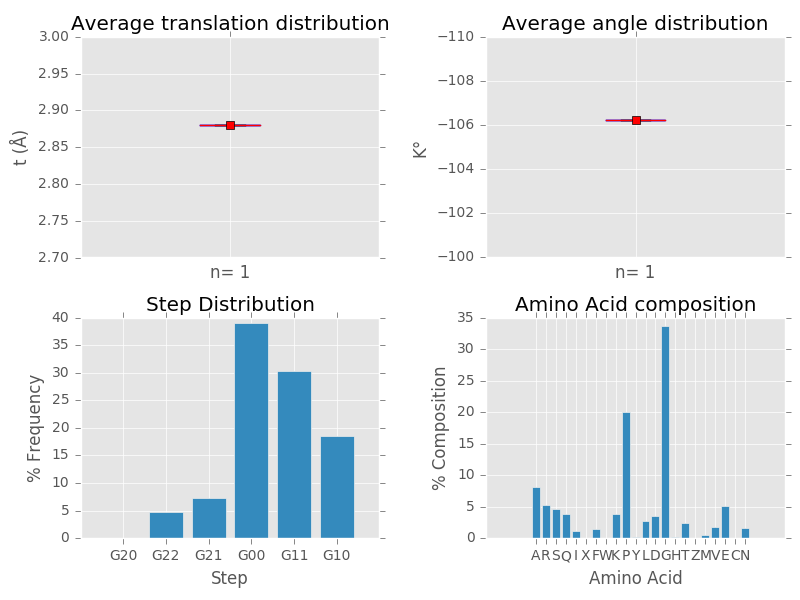 Average translation distribution
3.00
2.95
2.90
2.85
2.80
2.75
2.70
t (Å)
n= 1
Average angle distribution
−110
−108
−106
−104
−102
−100
K°
n= 1
Step Distribution
40
35
30
25
20
15
10
5
0
% Frequency
G20 G22 G21 G00 G11 G10
Step
Amino Acid composition
35
30
25
20
15
10
5
0
% Composition
A R S Q I X F W K P Y L D G H T Z M V E C N
Amino Acid